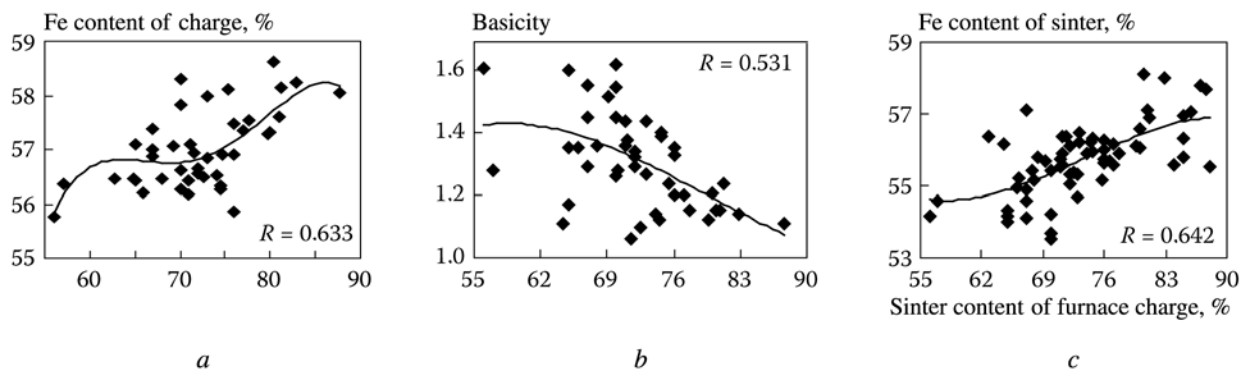 Fe content of charge, %
59
58
57
56
55
60 70 80 90
R = 0.633
a
Basicity
1.6
1.4
1.2
1.0
55 62 69 76 83 90
R = 0.531
b
Fe content of sinter, %
59
57
55
53
56 62 69 76 83 90
R = 0.642
Sinter content of furnace charge, %
c